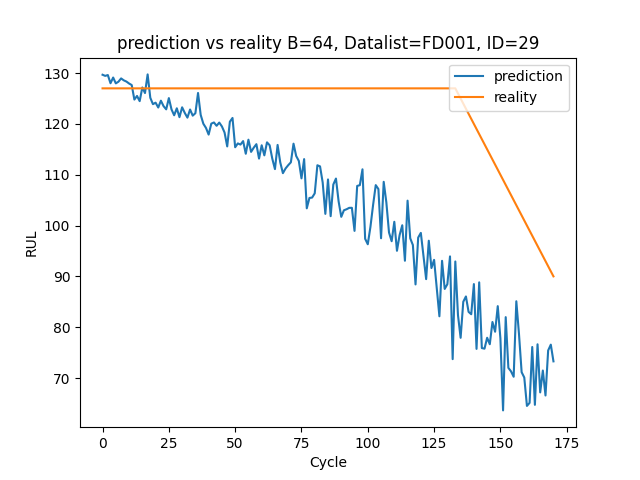 prediction vs reality B=64, Datalist=FD001, ID=29
prediction
reality
130
120
110
100
90
80
70
RUL
0 25 50 75 100 125 150 175
Cycle